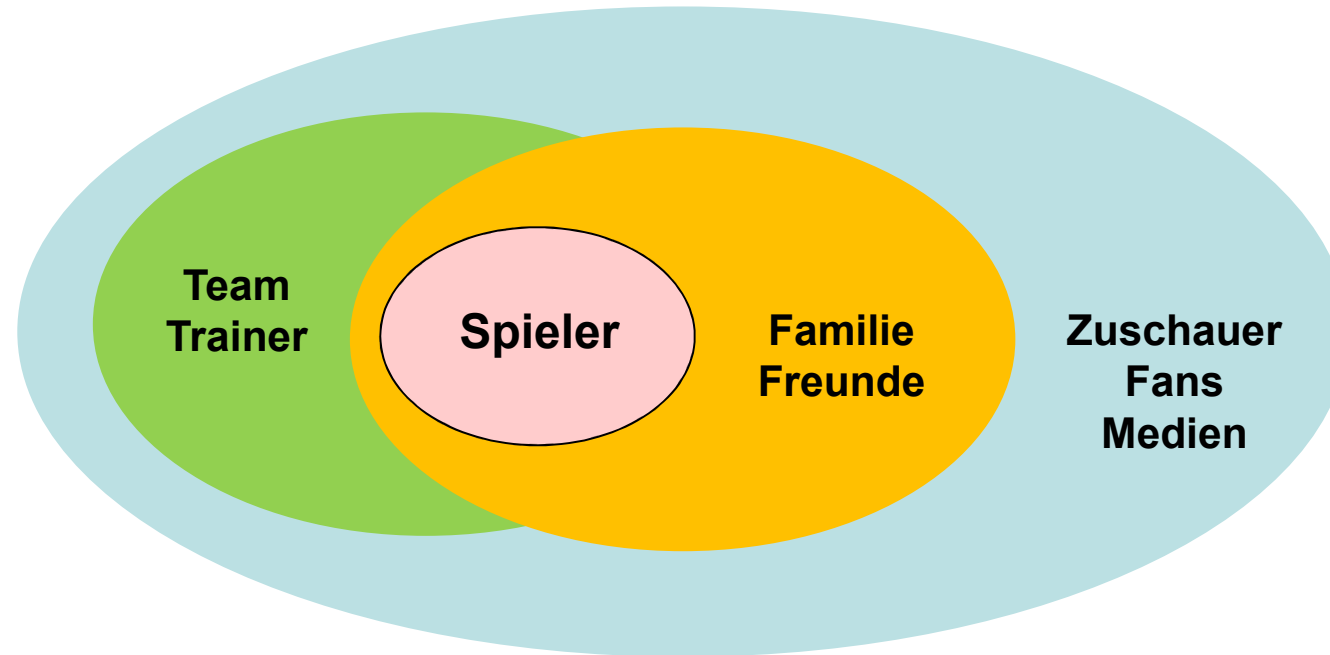 Team
Trainer
Spieler
Familie
Freunde
Zuschauer
Fans
Medien